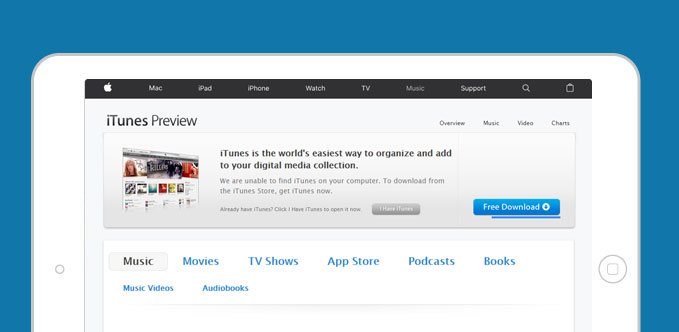 Mac iPad iPhone Watch TV Music Support
iTunes Preview
Overview Music Video Charts
iTunes is the world's easiest way to organize and add
to your digital media collection.
We are unable to find iTunes on your computer. To download from
the iTunes Store, get iTunes now.
Already have iTunes? Click I Have iTunes to open it now.
I Have iTunes
Free Download
Music Movies TV Shows App Store Podcasts Books
Music Videos Audiobooks